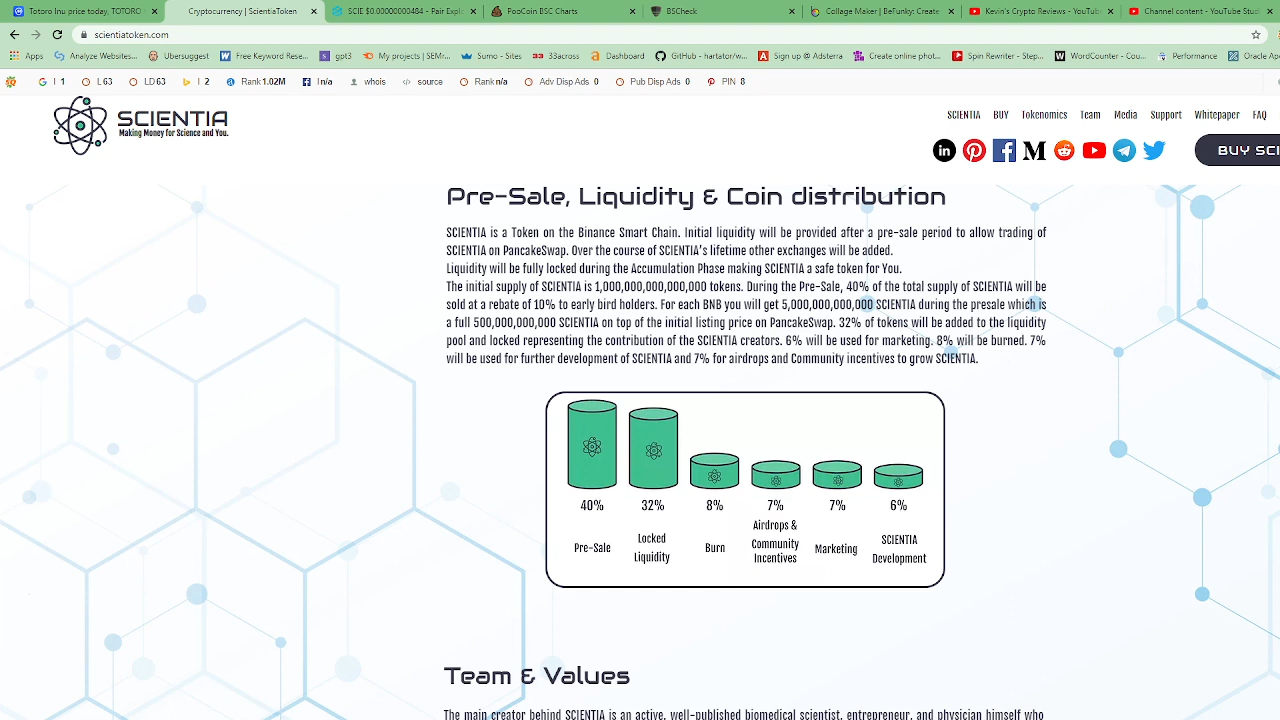 Totoro Inu price today, TOTORO
Cryptocurrency | ScientiaToken
SCIE $0.00000000484 - Pair Explo
PooCoin BSC Charts
BSCheck
Collage Maker | BeFunky: Create
Kevin's Crypto Reviews - YouTube
Channel content - YouTube Studi
scientiatoken.com
Apps
Analyze Websites...
Ubersuggest
Free Keyword Rese...
gpt3
My projects | SEMr...
Sumo - Sites
33across
Dashboard
GitHub - hartator/w...
Sign up @Adsterra
Create online phot...
Spin Rewriter - Step...
WordCounter - Cou...
Performance
Oracle Ap
I 1
L 63
LD 63
I 2
Rank 1.02M
I n/a
whois
source
Rank n/a
Adv Disp Ads 0
Pub Disp Ads 0
PIN 8
SCIENTIA
Making Money for Science and You.
SCIENTIA BUY Tokenomics Team Media Support Whitepaper FAQ
BUY SCI
Pre-Sale, Liquidity & Coin distribution
SCIENTIA is a Token on the Binance Smart Chain. Initial liquidity will be provided after a pre-sale period to allow trading of
SCIENTIA on PancakeSwap. Over the course of SCIENTIA's lifetime other exchanges will be added.
Liquidity will be fully locked during the Accumulation Phase making SCIENTIA a safe token for You.
The initial supply of SCIENTIA is 1,000,000,000,000,000 tokens. During the Pre-Sale, 40% of the total supply of SCIENTIA will be
sold at a rebate of 10% to early bird holders. For each BNB you will get 5,000,000,000,000 SCIENTIA during the presale which is
a full 500,000,000,000 SCIENTIA on top of the initial listing price on PancakeSwap. 32% of tokens will be added to the liquidity
pool and locked representing the contribution of the SCIENTIA creators. 6% will be used for marketing. 8% will be burned. 7%
will be used for further development of SCIENTIA and 7% for airdrops and Community incentives to grow SCIENTIA.
40% 32% 8% 7% 7% 6%
Pre-Sale
Locked
Liquidity
Burn
Airdrops &
Community
Incentives
Marketing
SCIENTIA
Development
Team & Values
The main creator behind SCIENTIA is an active, well-published biomedical scientist, entrepreneur, and physician himself who